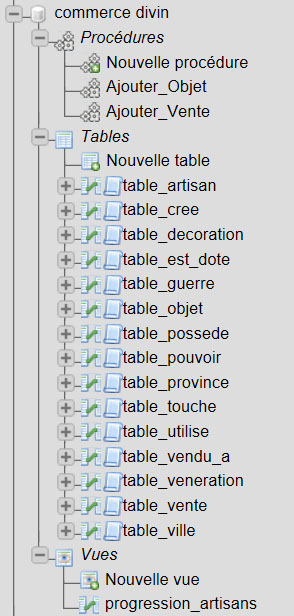 commerce divin
Procédures
Nouvelle procédure
Ajouter_Objet
Ajouter_Vente
Tables
Nouvelle table
table_artisan
table_cree
table_decoration
table_est_dote
table_guerre
table_objet
table_possede
table_pouvoir
table_province
table_touche
table_utilise
table_vendu_a
table_veneration
table_vente
table_ville
Vues
Nouvelle vue
progression_artisans